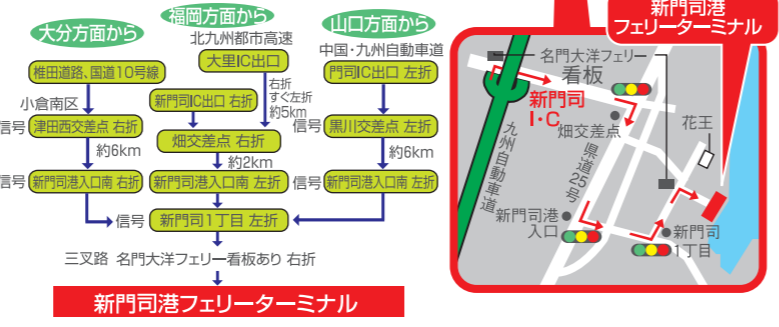 大分方面から
椎田道路、国道10号線
小倉南区
信号
津田西交差点 右折
約6km
信号
新門司港入口南 右折
福岡方面から
北九州都市高速
大里IC出口
新門司IC出口 右折
右折
すぐ左折
約5km
畑交差点 右折
約2km
新門司港入口南 左折
山口方面から
中国・九州自動車道
門司IC出口 左折
信号
黒川交差点 左折
約6km
信号
新門司港入口南 左折
信号
新門司1丁目 左折
三叉路 名門大洋フェリー看板あり 右折
新門司港フェリーターミナル
新門司港
フェリーターミナル
名門大洋フェリー
看板
新門司
I・C
畑交差点
花王
九州自動車道
県道25号
新門司港
入口
新門司
1丁目